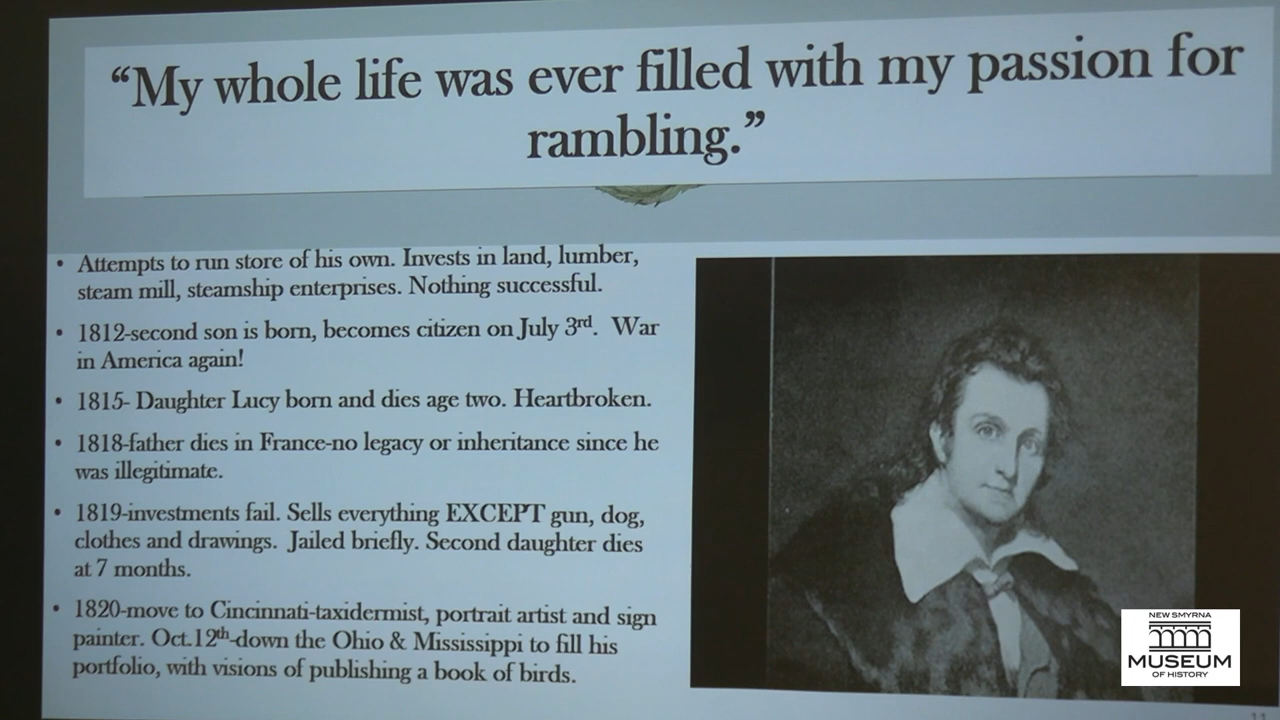 “My whole life was ever filled with my passion for
rambling.”
• Attempts to run store of his own. Invests in land, lumber,
steam mill, steamship enterprises. Nothing successful.
• 1812-second son is born, becomes citizen on July 3rd. War
in America again!
• 1815- Daughter Lucy born and dies age two. Heartbroken.
• 1818-father dies in France-no legacy or inheritance since he
was illegitimate.
• 1819-investments fail. Sells everything EXCEPT gun, dog,
clothes and drawings. Jailed briefly. Second daughter dies
at 7 months.
• 1820-move to Cincinnati-taxidermist, portrait artist and sign
painter. Oct.12th-down the Ohio & Mississippi to fill his
portfolio, with visions of publishing a book of birds.
NEW SMYRNA
MUSEUM
OF HISTORY